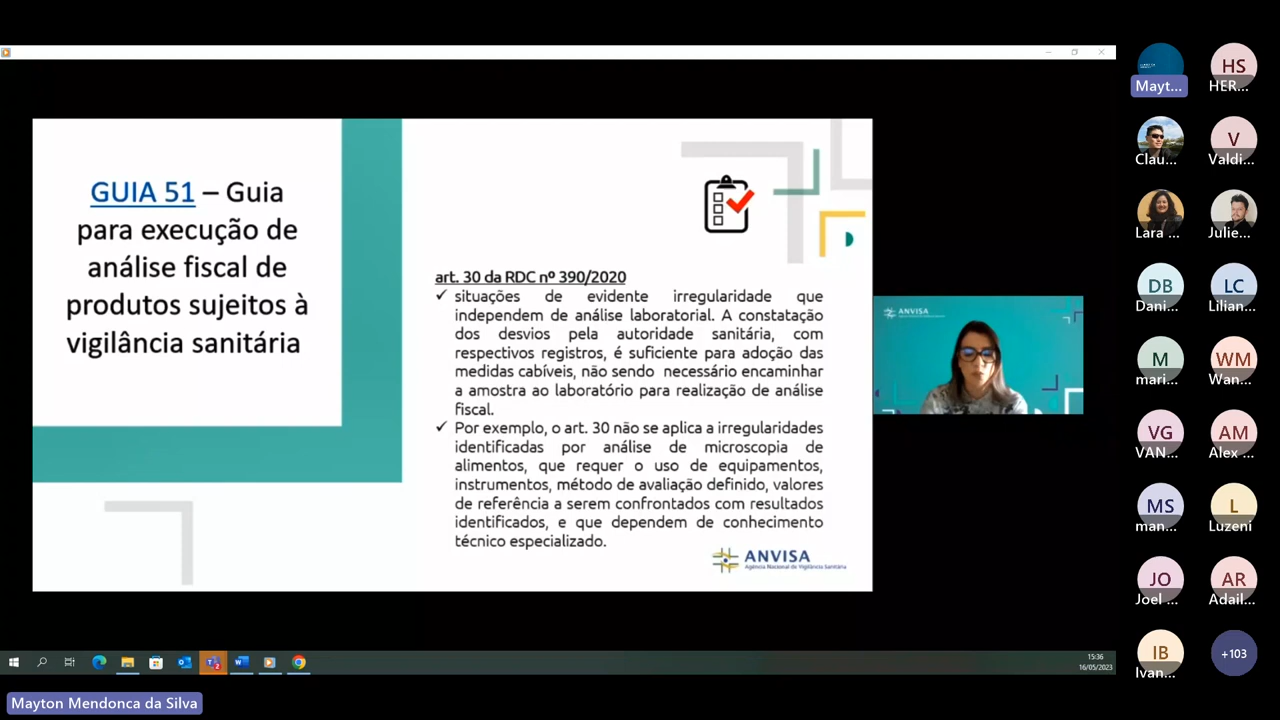 GUIA 51 – Guia
para execução de
análise fiscal de
produtos sujeitos à
vigilância sanitária
art. 30 da RDC nº 390/2020
✓ situações de evidente irregularidade que
independem de análise laboratorial. A constatação
dos desvios pela autoridade sanitária, com
respectivos registros, é suficiente para adoção das
medidas cabíveis, não sendo necessário encaminhar
a amostra ao laboratório para realização de análise
fiscal.
✓ Por exemplo, o art. 30 não se aplica a irregularidades
identificadas por análise de microscopia de
alimentos, que requer o uso de equipamentos,
instrumentos, método de avaliação definido, valores
de referência a serem confrontados com resultados
identificados, e que dependem de conhecimento
técnico especializado.
ANVISA
Agência Nacional de Vigilância Sanitária
ANVISA
Mayt...
HS
HER...
Clau...
V
Valdi...
Lara ...
Julie...
DB
Dani...
LC
Lilian...
M
mari...
WM
Wan...
VG
VAN...
AM
Alex ...
MS
man...
L
Luzeni
JO
Joel ...
AR
Adail...
IB
Ivan...
+103
15:36
16/05/2023
Mayton Mendonca da Silva